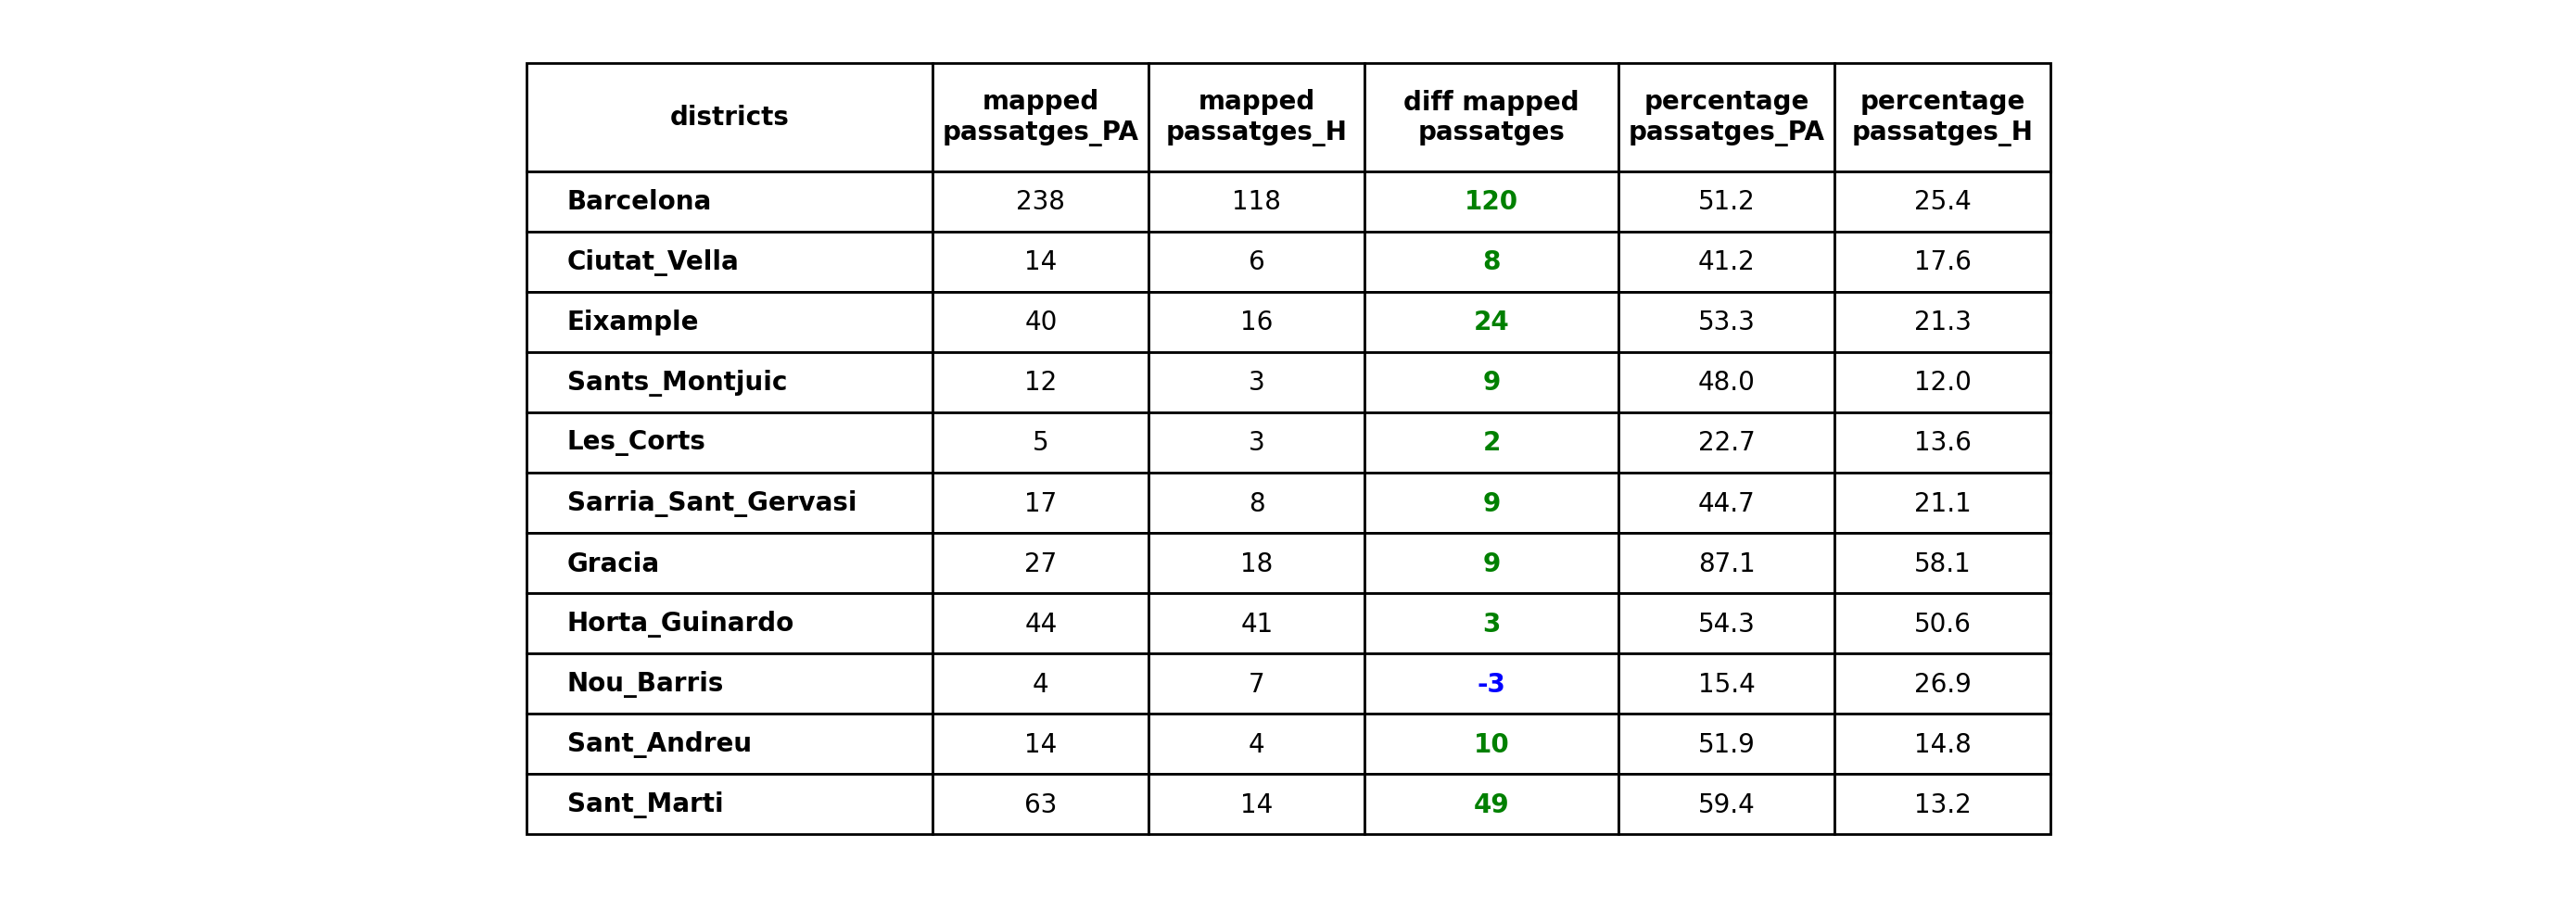 districts mapped passatges_PA mapped passatges_H diff mapped passatges percentage passatges_PA percentage passatges_H
Barcelona 238 118 120 51.2 25.4
Ciutat_Vella 14 6 8 41.2 17.6
Eixample 40 16 24 53.3 21.3
Sants_Montjuic 12 3 9 48.0 12.0
Les_Corts 5 3 2 22.7 13.6
Sarria_Sant_Gervasi 17 8 9 44.7 21.1
Gracia 27 18 9 87.1 58.1
Horta_Guinardo 44 41 3 54.3 50.6
Nou_Barris 4 7 -3 15.4 26.9
Sant_Andreu 14 4 10 51.9 14.8
Sant_Marti 63 14 49 59.4 13.2